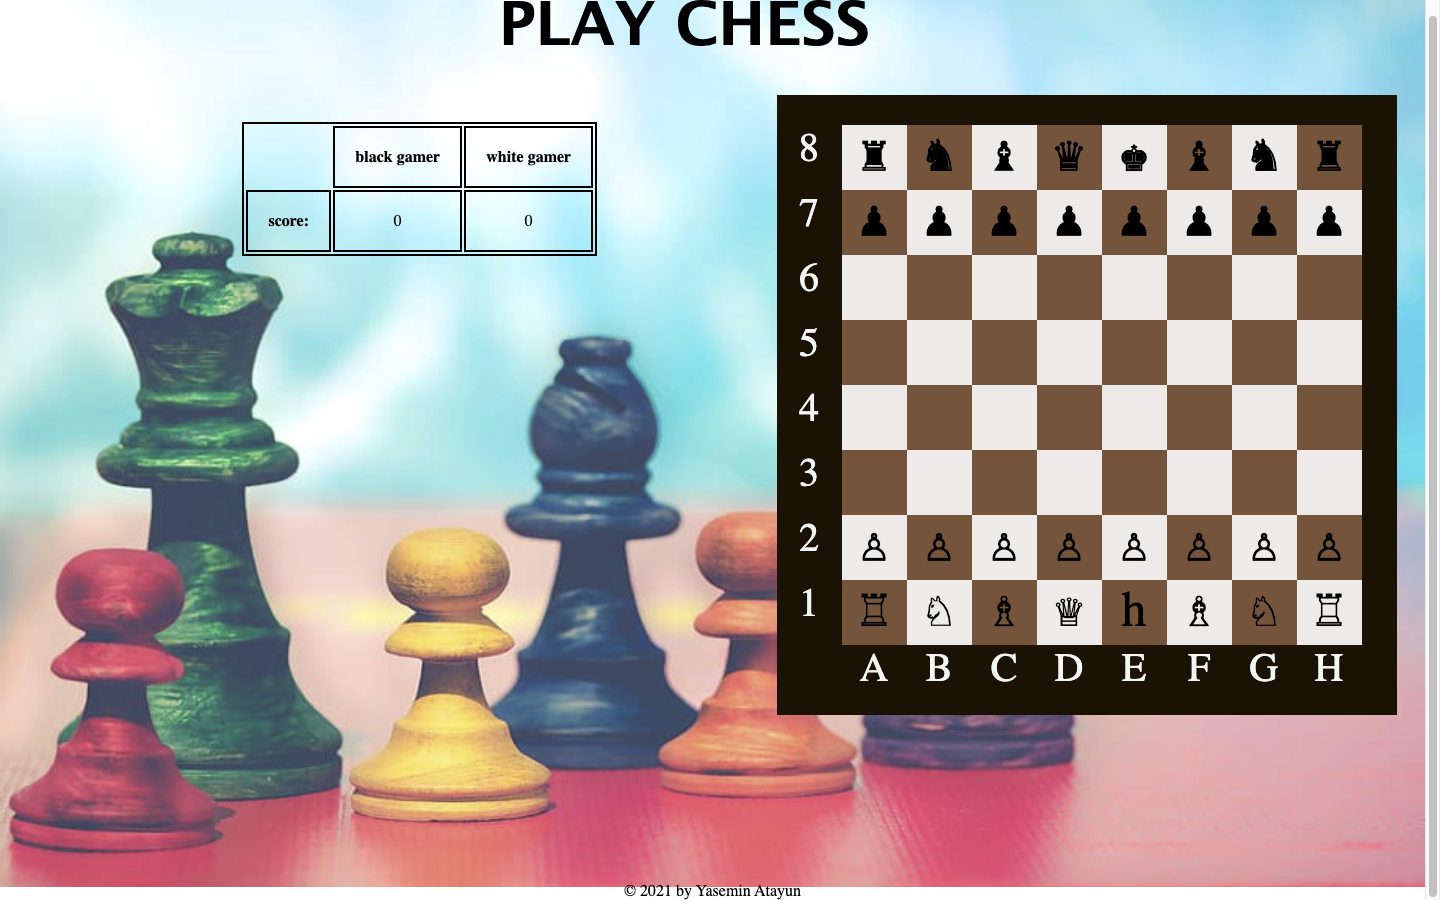 PLAY CHESS
black gamer white gamer
score: 0 0
8 ♜ ♞ ♝ ♛ ♚ ♝ ♞ ♜
7 ♟ ♟ ♟ ♟ ♟ ♟ ♟ ♟
6
5
4
3
2 ♙ ♙ ♙ ♙ ♙ ♙ ♙ ♙
1 ♖ ♘ ♗ ♕ h ♗ ♘ ♖
A B C D E F G H
© 2021 by Yasemin Atayun